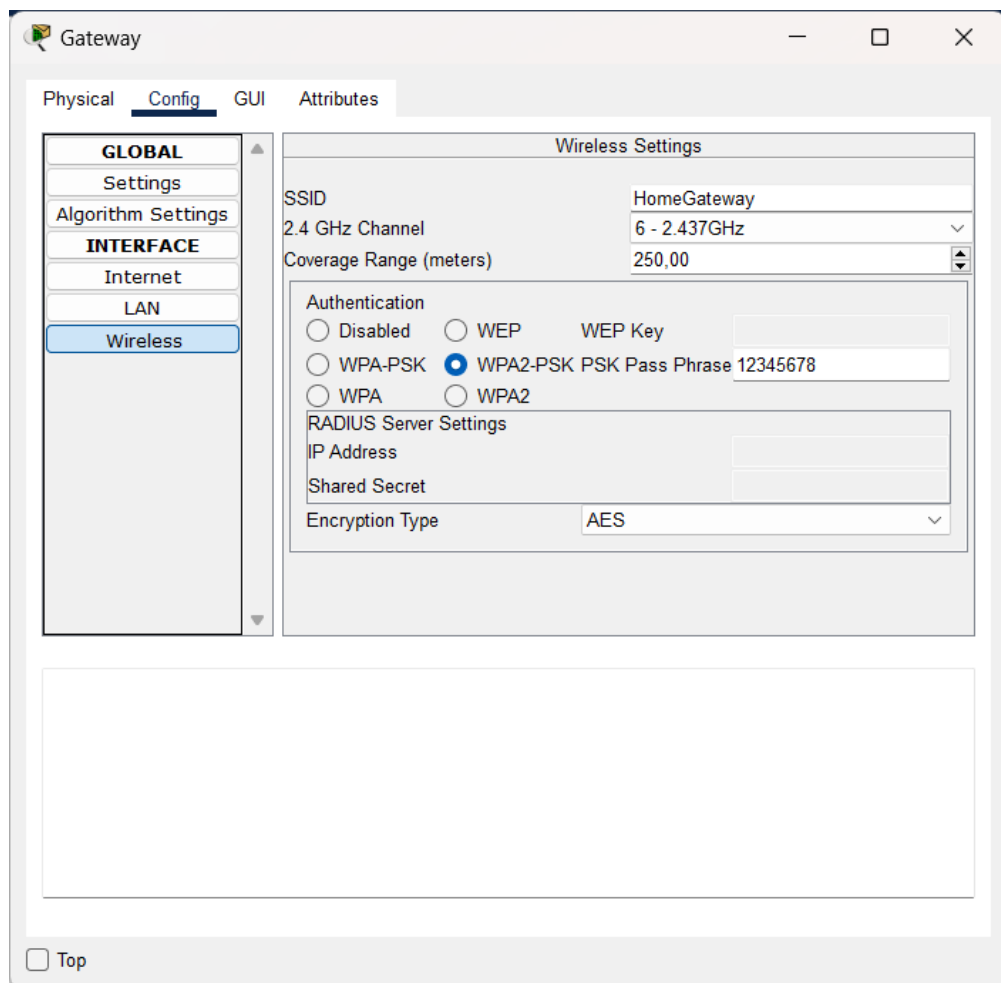 Gateway
Physical Config GUI Attributes
GLOBAL
Settings
Algorithm Settings
INTERFACE
Internet
LAN
Wireless
Wireless Settings
SSID HomeGateway
2.4 GHz Channel 6 - 2.437GHz
Coverage Range (meters) 250,00
Authentication
Disabled WEP WEP Key
WPA-PSK WPA2-PSK PSK Pass Phrase 12345678
WPA WPA2
RADIUS Server Settings
IP Address
Shared Secret
Encryption Type AES
Top